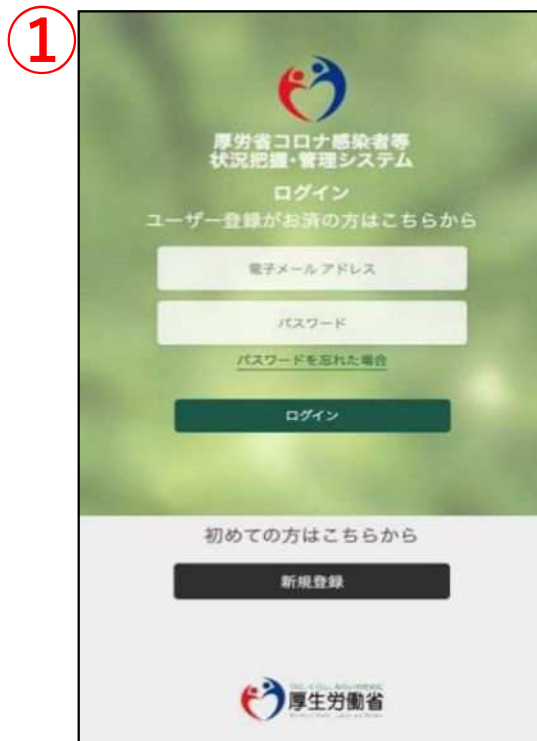 ①
厚労省コロナ感染者等
状況把握・管理システム
ログイン
ユーザー登録がお済の方はこちらから
電子メール アドレス
パスワード
パスワードを忘れた場合
ログイン
初めての方はこちらから
新規登録
厚生労働省